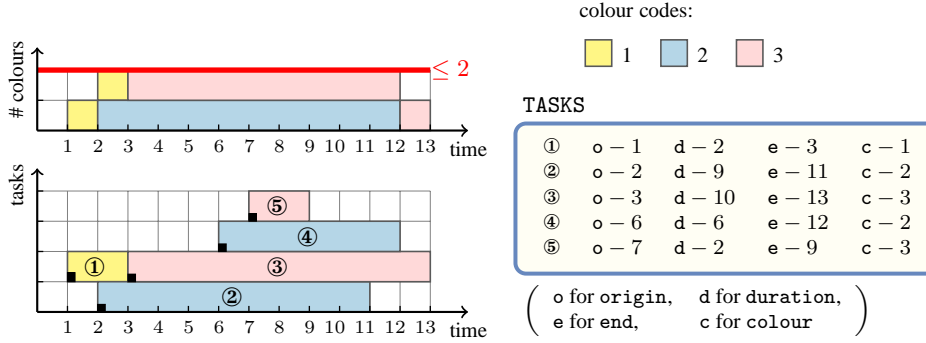 colour codes:
1 2 3
# colours
≤ 2
1 2 3 4 5 6 7 8 9 10 11 12 13 time
TASKS
① o – 1 d – 2 e – 3 c – 1
② o – 2 d – 9 e – 11 c – 2
③ o – 3 d – 10 e – 13 c – 3
④ o – 6 d – 6 e – 12 c – 2
⑤ o – 7 d – 2 e – 9 c – 3
( o for origin, d for duration,
e for end, c for colour )
tasks
⑤
④
① ③
②
1 2 3 4 5 6 7 8 9 10 11 12 13 time